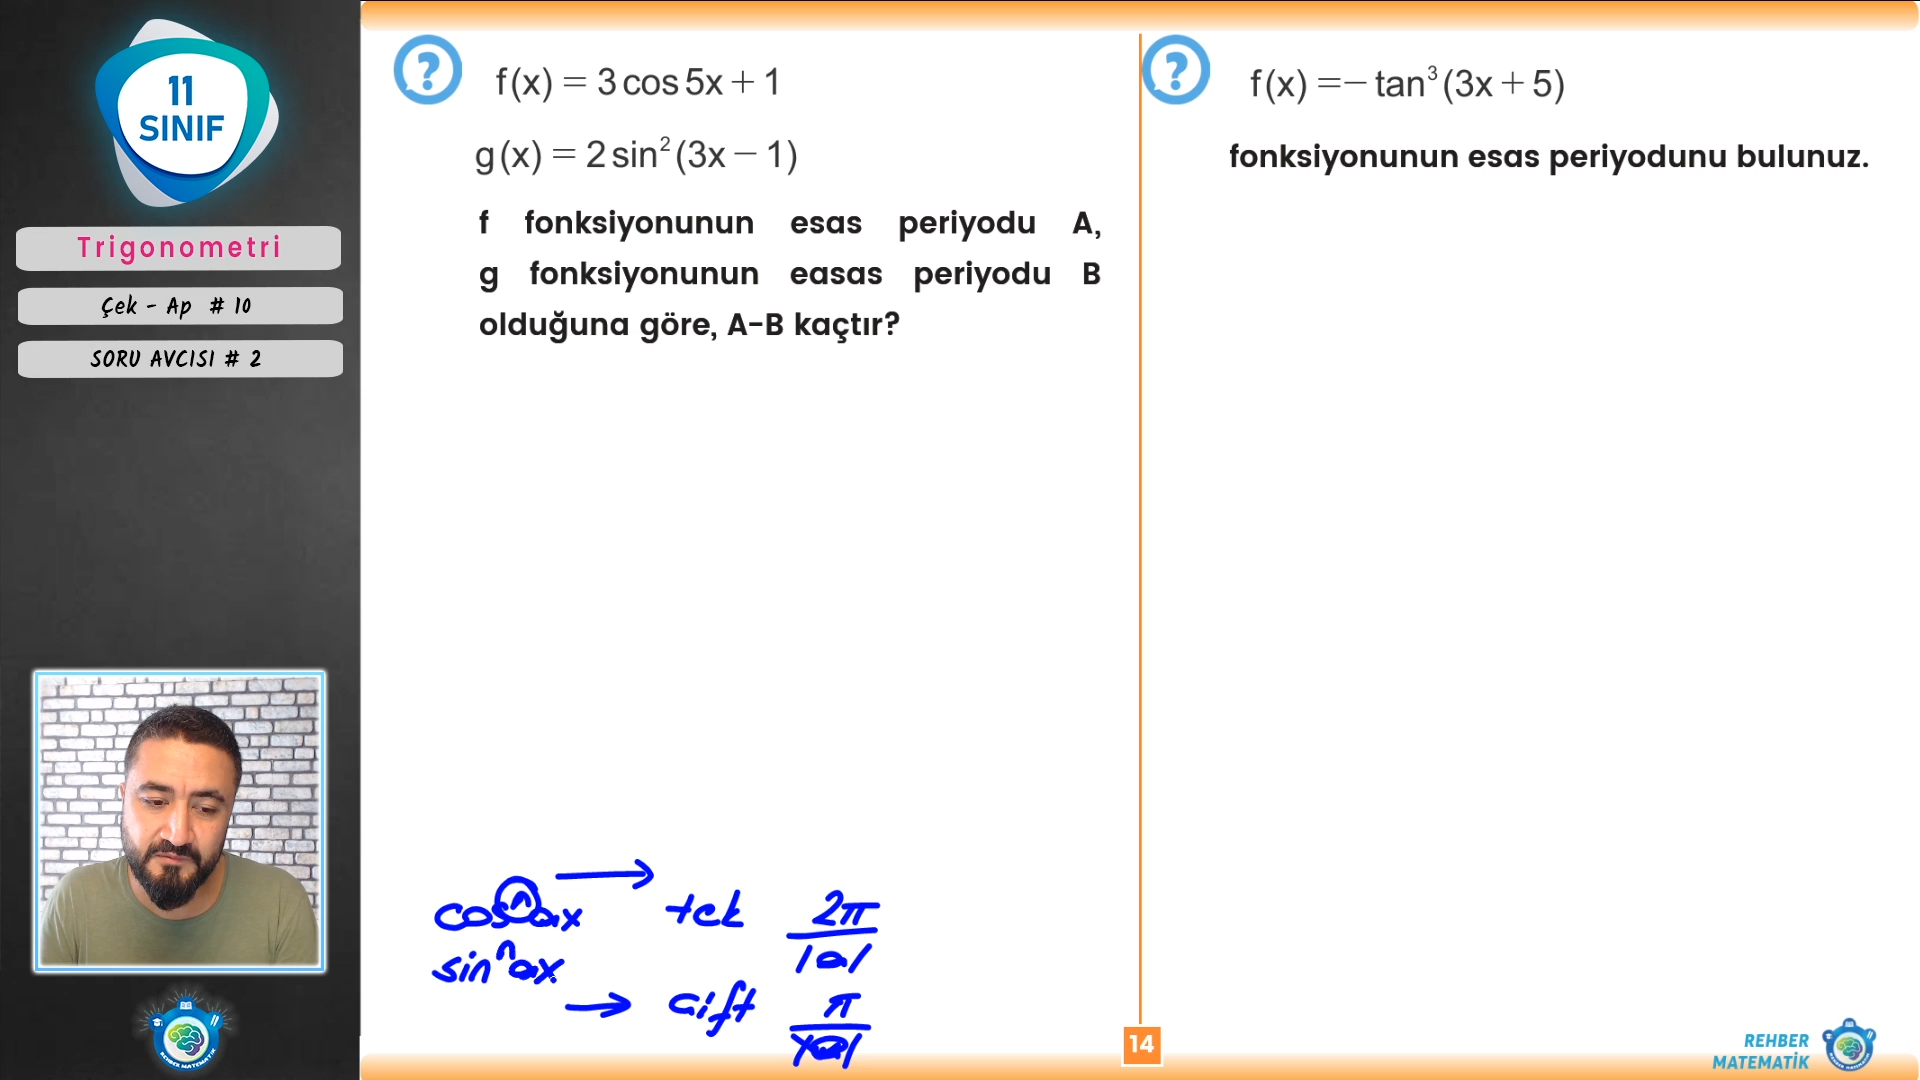 11
SINIF
Trigonometri
Çek - Ap # 10
SORU AVCISI # 2
f(x) = 3 cos 5x + 1
g(x) = 2 sin² (3x − 1)
f fonksiyonunun esas periyodu A,
g fonksiyonunun easas periyodu B
olduğuna göre, A-B kaçtır?
cosⁿax → tek 2π/|a|
sinⁿax → çift π/|a|
f(x) =− tan³ (3x + 5)
fonksiyonunun esas periyodunu bulunuz.
14
REHBER
MATEMATİK
REHBER MATEMATİK